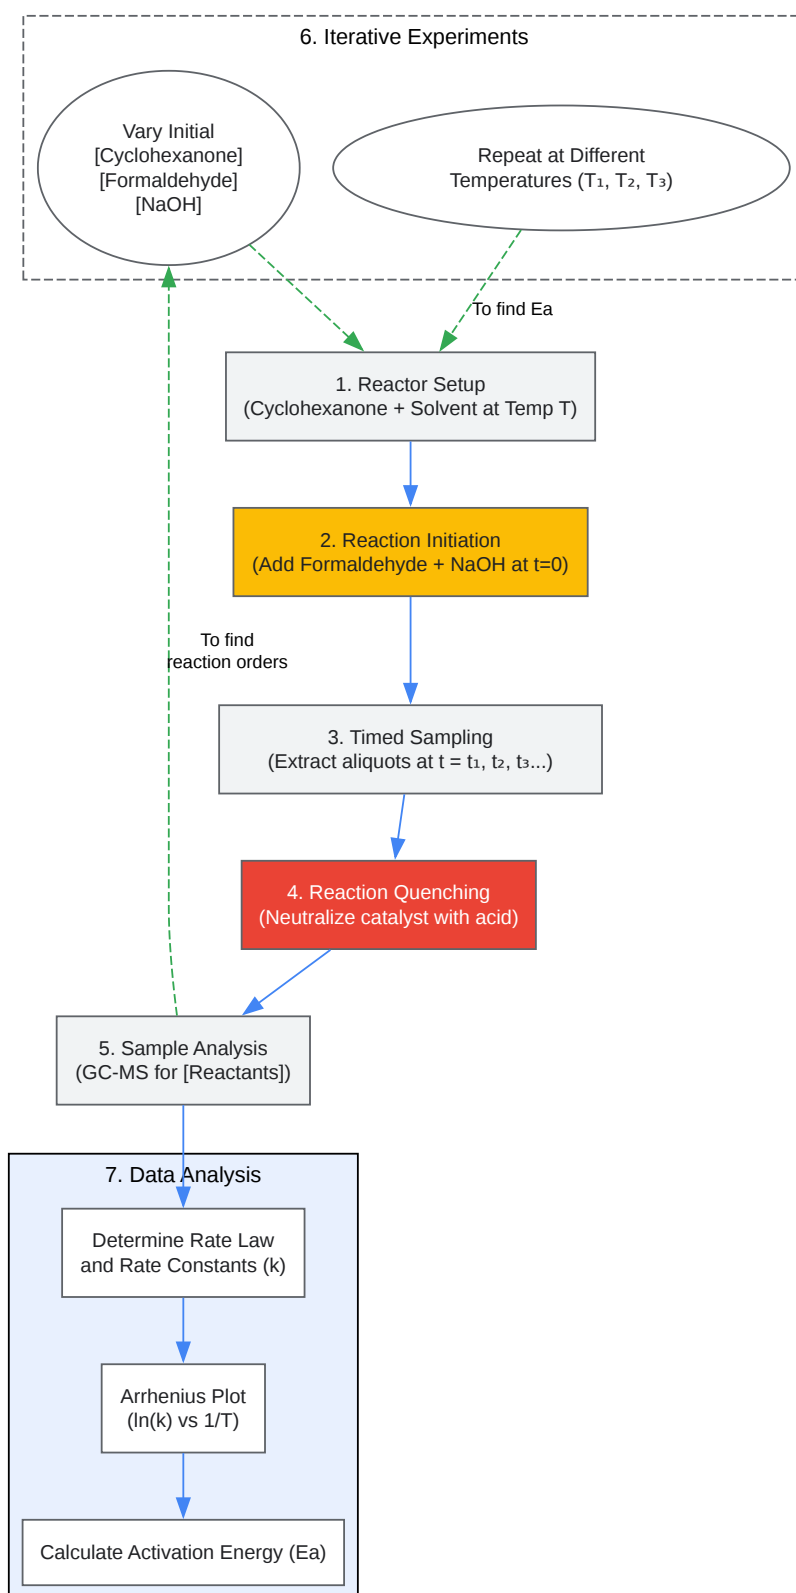 6. Iterative Experiments
Vary Initial
[Cyclohexanone]
[Formaldehyde]
[NaOH]
Repeat at Different
Temperatures (T₁, T₂, T₃)
To find Ea
1. Reactor Setup
(Cyclohexanone + Solvent at Temp T)
2. Reaction Initiation
(Add Formaldehyde + NaOH at t=0)
To find
reaction orders
3. Timed Sampling
(Extract aliquots at t = t₁, t₂, t₃...)
4. Reaction Quenching
(Neutralize catalyst with acid)
5. Sample Analysis
(GC-MS for [Reactants])
7. Data Analysis
Determine Rate Law
and Rate Constants (k)
Arrhenius Plot
(ln(k) vs 1/T)
Calculate Activation Energy (Ea)